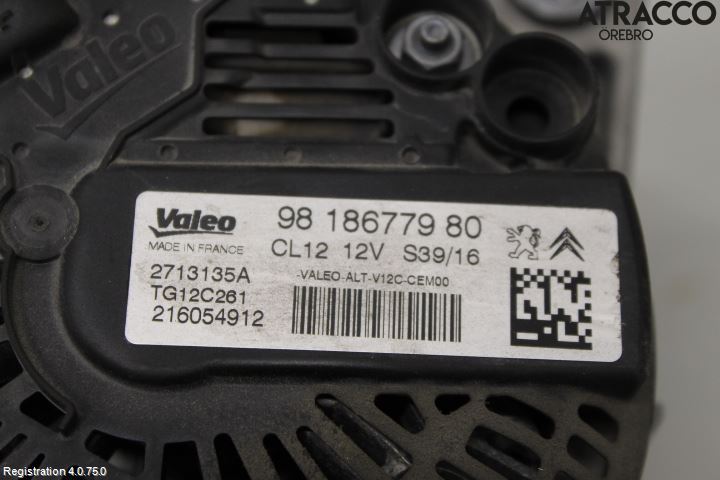 ATRACCO
ÖREBRO
Valeo
Valeo
MADE IN FRANCE
98 186779 80
CL12 12V S39/16
2713135A
TG12C261
216054912
-VALEO-ALT-V12C-CEM00
Registration 4.0.75.0